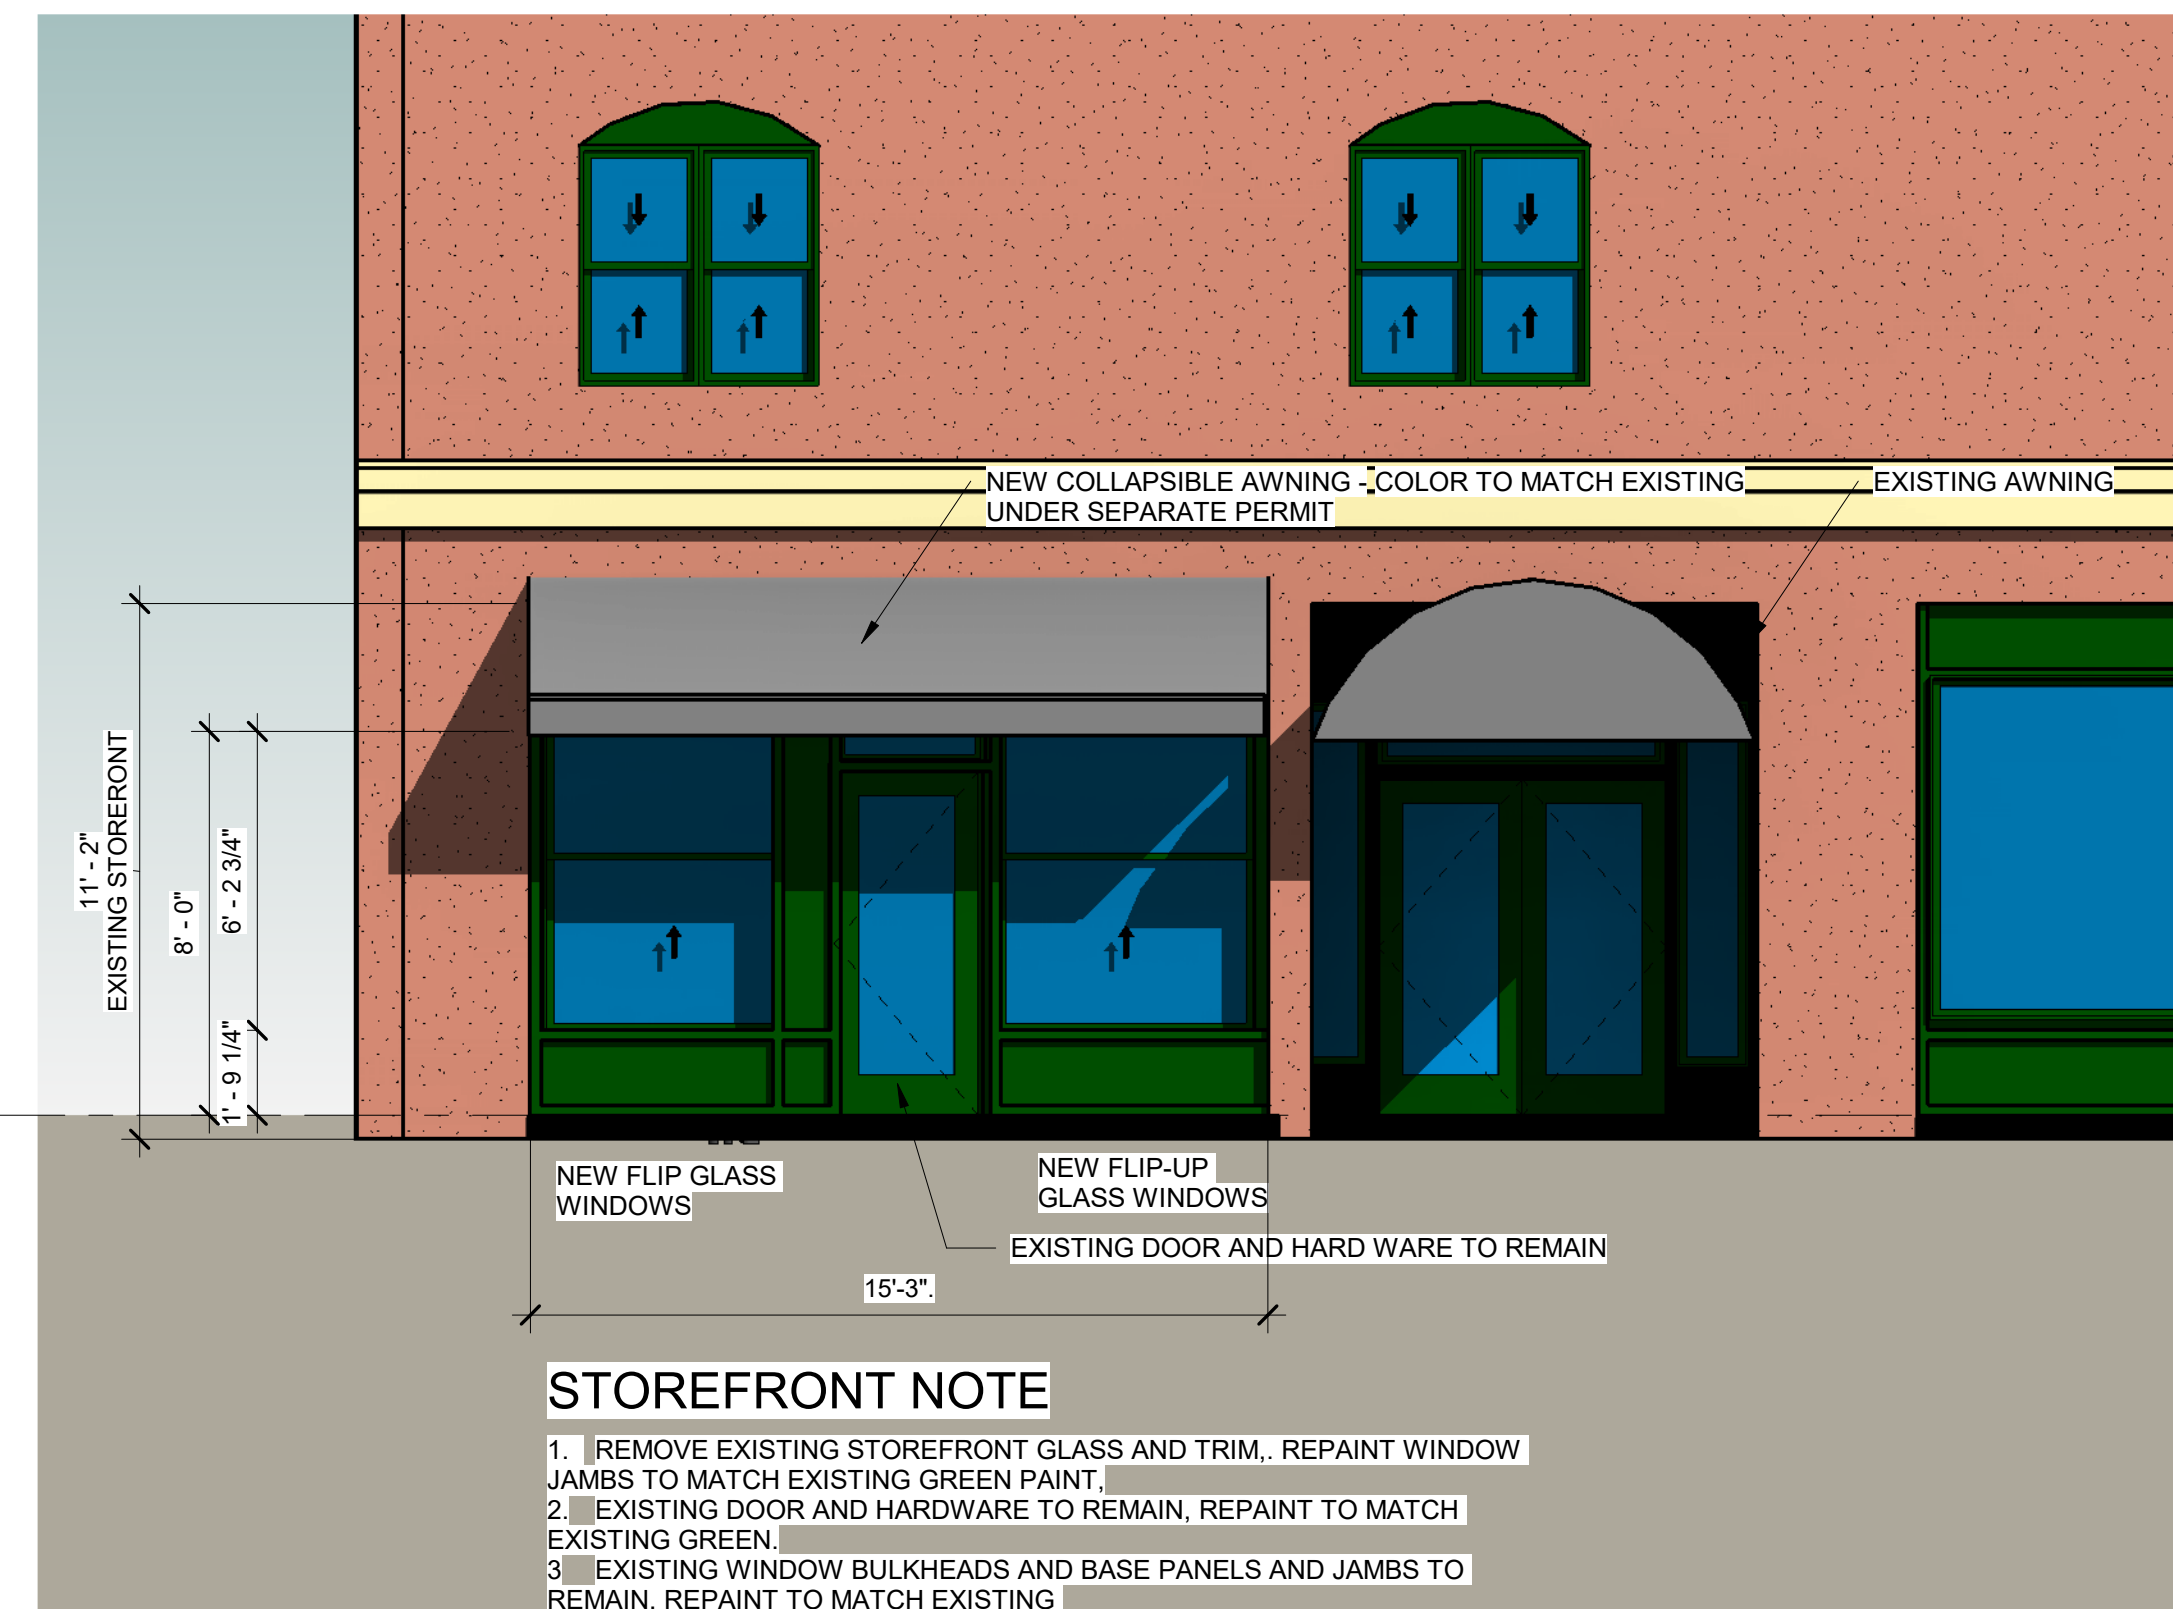 NEW COLLAPSIBLE AWNING - COLOR TO MATCH EXISTING
UNDER SEPARATE PERMIT
EXISTING AWNING
11' - 2"
EXISTING STORERONT
8' - 0"
6' - 2 3/4"
1' - 9 1/4"
NEW FLIP GLASS
WINDOWS
NEW FLIP-UP
GLASS WINDOWS
EXISTING DOOR AND HARD WARE TO REMAIN
15'-3".
STOREFRONT NOTE
1. REMOVE EXISTING STOREFRONT GLASS AND TRIM,. REPAINT WINDOW
JAMBS TO MATCH EXISTING GREEN PAINT,
2. EXISTING DOOR AND HARDWARE TO REMAIN, REPAINT TO MATCH
EXISTING GREEN.
3 EXISTING WINDOW BULKHEADS AND BASE PANELS AND JAMBS TO
REMAIN. REPAINT TO MATCH EXISTING